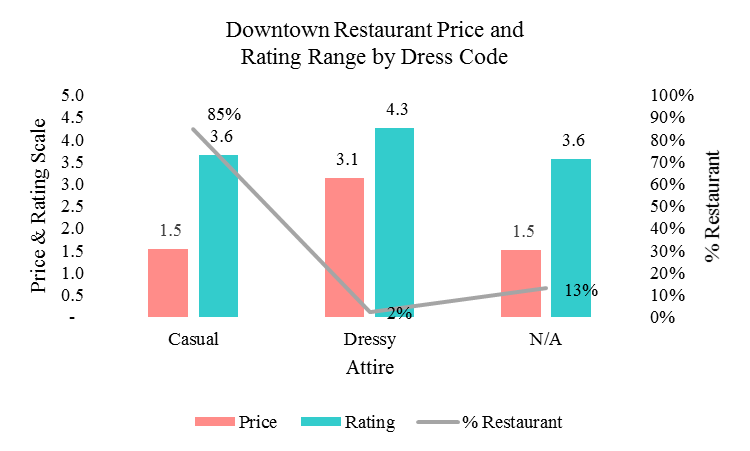 Downtown Restaurant Price and
Rating Range by Dress Code
Price & Rating Scale
5.0
4.5
4.0
3.5
3.0
2.5
2.0
1.5
1.0
0.5
-
85%
3.6
1.5
4.3
3.1
2%
3.6
1.5
13%
100%
90%
80%
70%
60%
50%
40%
30%
20%
10%
0%
% Restaurant
Casual
Dressy
N/A
Attire
Price
Rating
% Restaurant